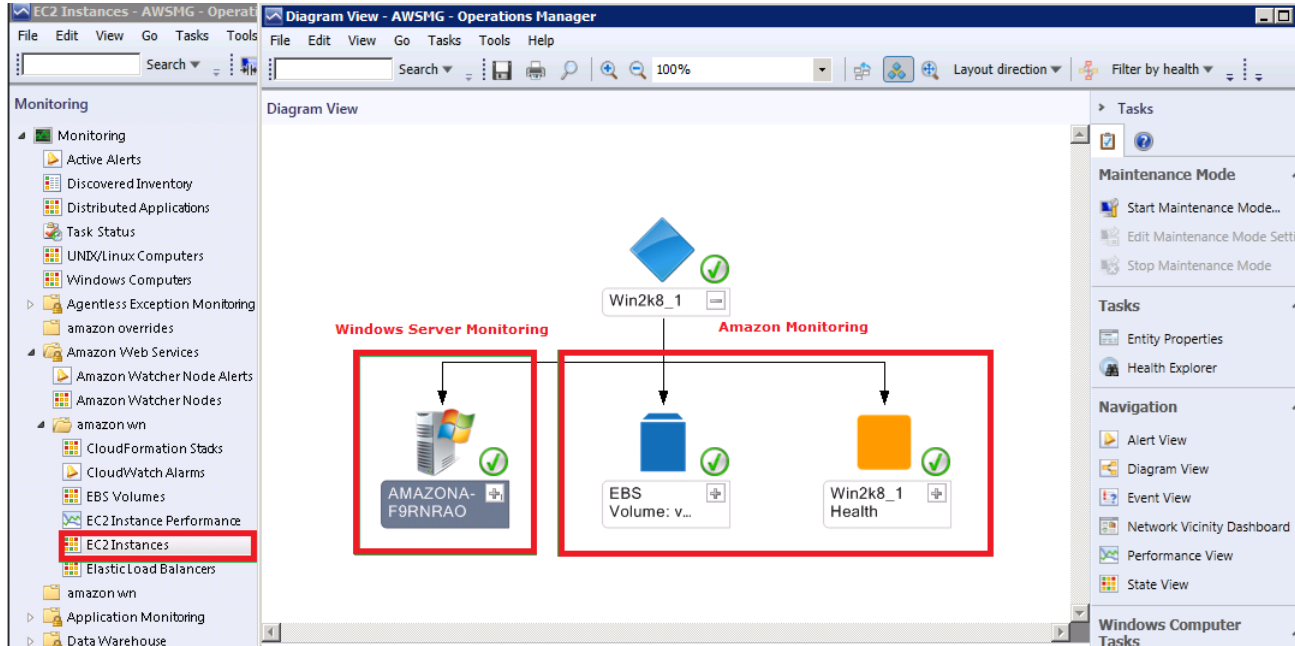 EC2 Instances - AWSMG - Operati
File Edit View Go Tasks Tools
Search
Monitoring
Monitoring
Active Alerts
Discovered Inventory
Distributed Applications
Task Status
UNIX/Linux Computers
Windows Computers
Agentless Exception Monitoring
amazon overrides
Amazon Web Services
Amazon Watcher Node Alerts
Amazon Watcher Nodes
amazon wn
CloudFormation Stacks
CloudWatch Alarms
EBS Volumes
EC2 Instance Performance
EC2 Instances
Elastic Load Balancers
amazon wn
Application Monitoring
Data Warehouse
Diagram View - AWSMG - Operations Manager
File Edit View Go Tasks Tools Help
Search 100% Layout direction Filter by health
Diagram View
Win2k8_1
Windows Server Monitoring
Amazon Monitoring
AMAZONA-
F9RNRAO
EBS
Volume: v...
Win2k8_1
Health
Tasks
Maintenance Mode
Start Maintenance Mode...
Edit Maintenance Mode Setti
Stop Maintenance Mode
Tasks
Entity Properties
Health Explorer
Navigation
Alert View
Diagram View
Event View
Network Vicinity Dashboard
Performance View
State View
Windows Computer
Tasks